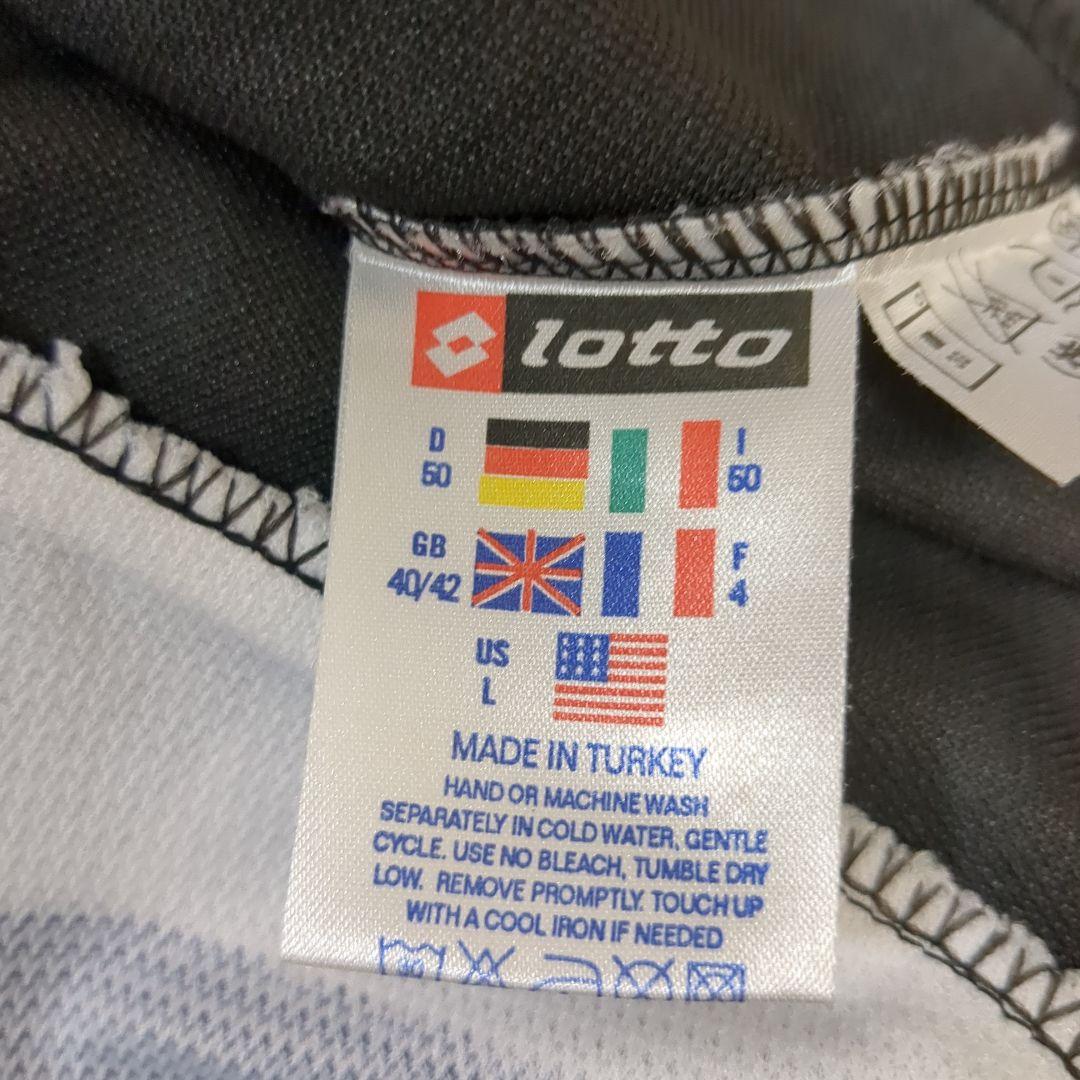 lotto
D
50
I
50
GB
40/42
F
4
US
L
MADE IN TURKEY
HAND OR MACHINE WASH
SEPARATELY IN COLD WATER, GENTLE
CYCLE. USE NO BLEACH, TUMBLE DRY
LOW. REMOVE PROMPTLY. TOUCH UP
WITH A COOL IRON IF NEEDED